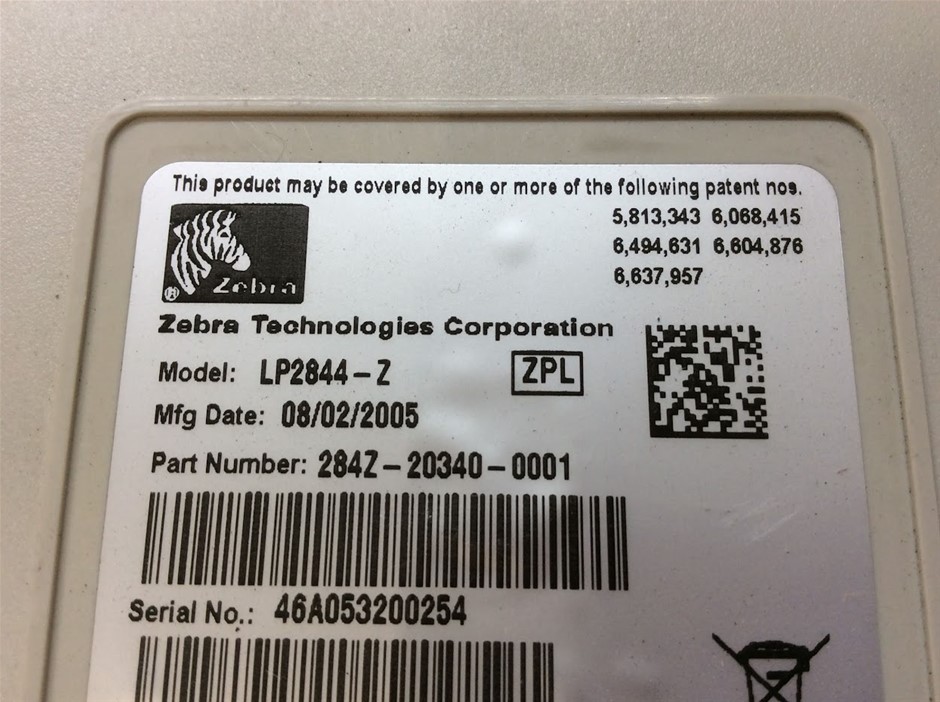 This product may be covered by one or more of the following patent nos.
5,813,343 6,068,415
6,494,631 6,604,876
6,637,957
® Zebra
Zebra Technologies Corporation
Model: LP2844-Z ZPL
Mfg Date: 08/02/2005
Part Number: 284Z-20340-0001
Serial No.: 46A053200254